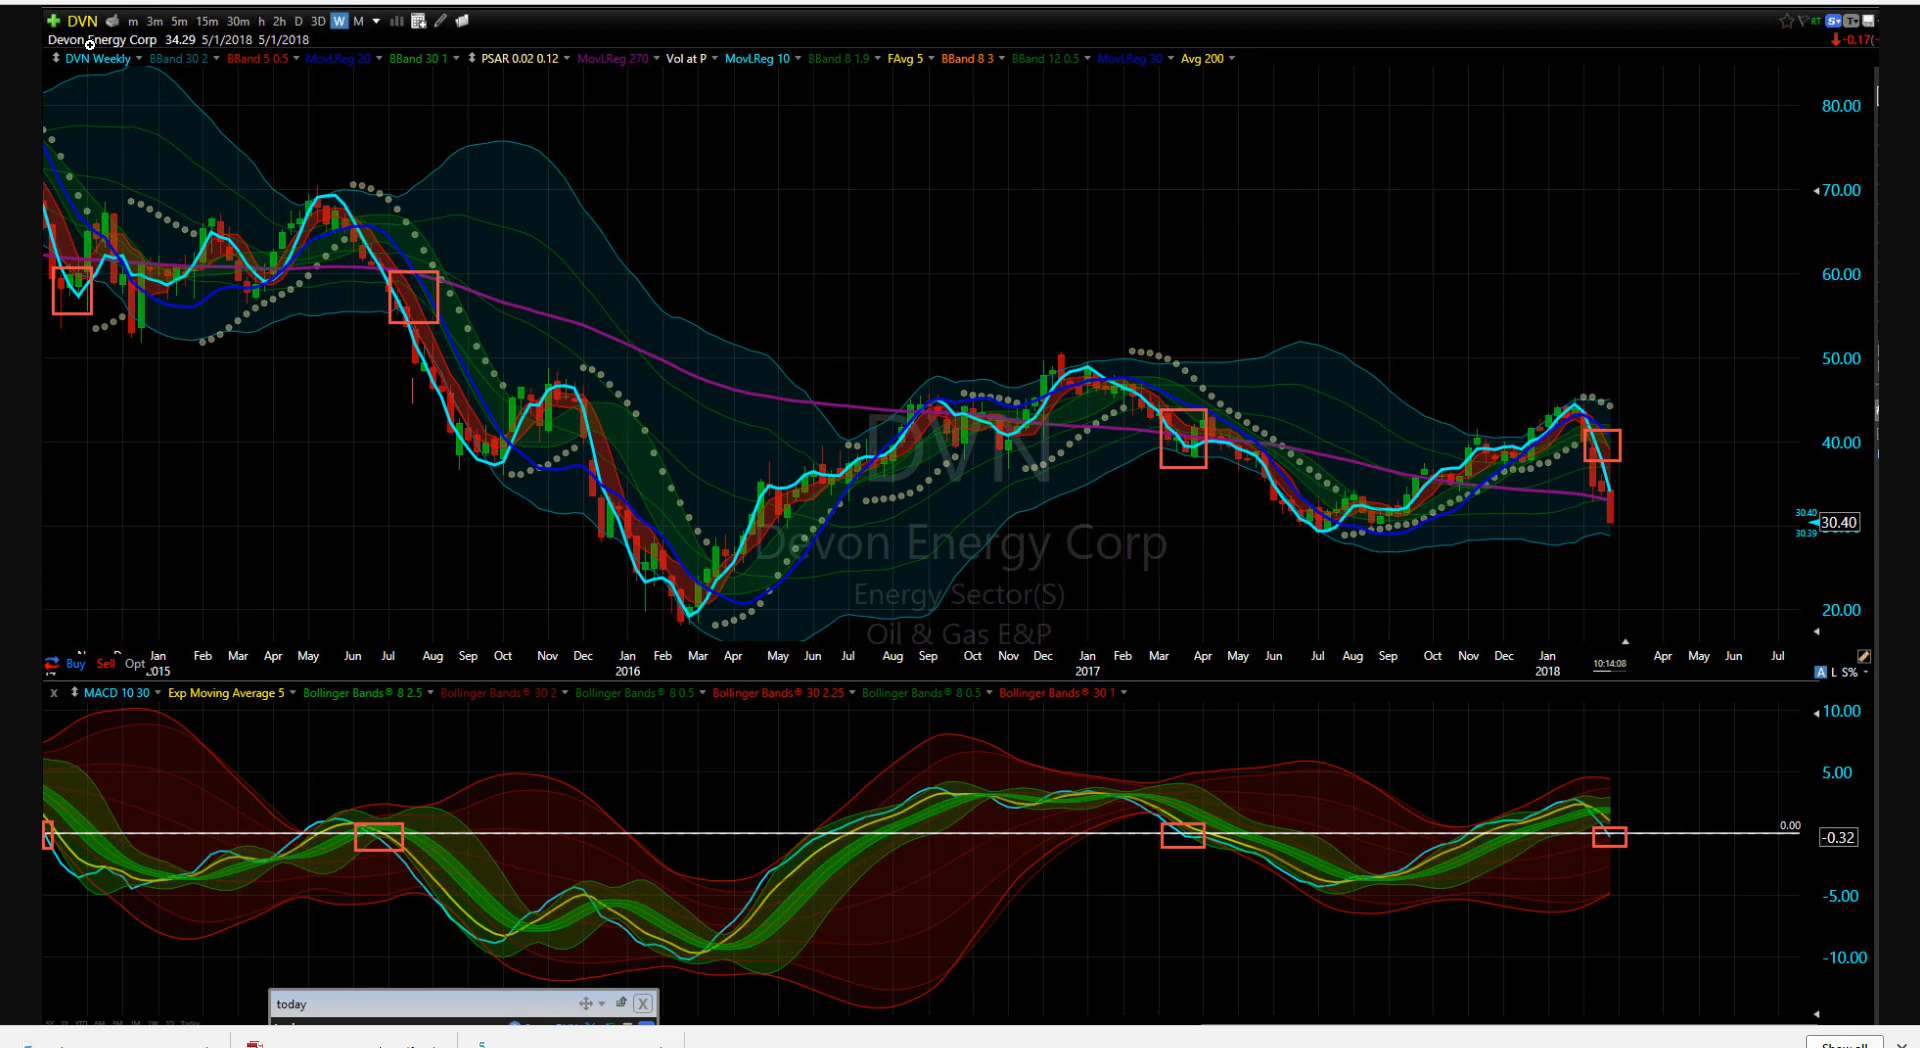 DVN m 3m 5m 15m 30m h 2h D 3D W M
RT S T
Devon Energy Corp 34.29 5/1/2018 5/1/2018
-0.17(
DVN Weekly BBand 30 2 BBand 5 0.5 MovLReg 20 BBand 30 1 PSAR 0.02 0.12 MovLReg 270 Vol at P MovLReg 10 BBand 8 1.9 FAvg 5 BBand 8 3 BBand 12 0.5 MovLReg 30 Avg 200
80.00
70.00
60.00
50.00
40.00
30.40
30.40
30.39
20.00
DVN
Devon Energy Corp
Energy Sector(S)
Oil & Gas E&P
Jan Feb Mar Apr May Jun Jul Aug Sep Oct Nov Dec Jan Feb Mar Apr May Jun Jul Aug Sep Oct Nov Dec Jan Feb Mar Apr May Jun Jul Aug Sep Oct Nov Dec Jan 10:14:08 Apr May Jun Jul
Buy Sell Opt
2015 2016 2017 2018
A L S%
X MACD 10 30 Exp Moving Average 5 Bollinger Bands® 8 2.5 Bollinger Bands® 30 2 Bollinger Bands® 8 0.5 Bollinger Bands® 30 2.25 Bollinger Bands® 8 0.5 Bollinger Bands® 30 1
10.00
5.00
0.00
-0.32
-5.00
-10.00
today X
Show all